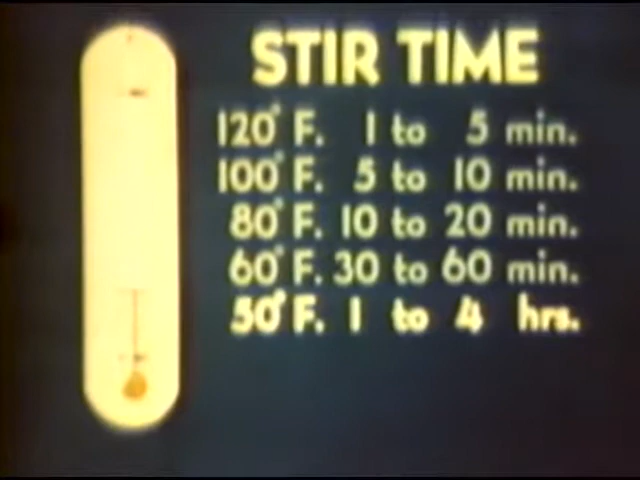 STIR TIME
120° F. 1 to 5 min.
100° F. 5 to 10 min.
80° F. 10 to 20 min.
60° F. 30 to 60 min.
50° F. 1 to 4 hrs.